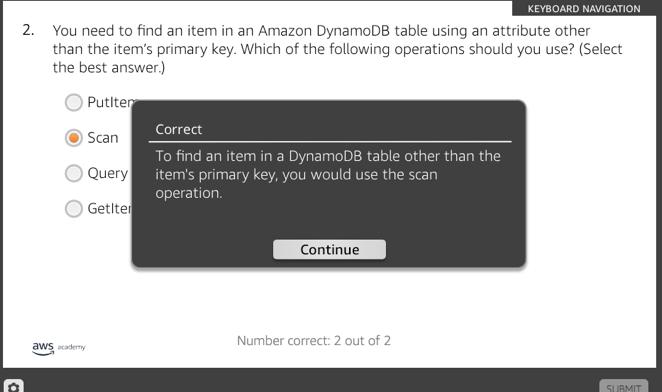 KEYBOARD NAVIGATION
2. You need to find an item in an Amazon DynamoDB table using an attribute other
than the item's primary key. Which of the following operations should you use? (Select
the best answer.)
PutItem
Scan
Query
GetIte
Correct
To find an item in a DynamoDB table other than the
item's primary key, you would use the scan
operation.
Continue
Number correct: 2 out of 2
aws academy
SUBMIT